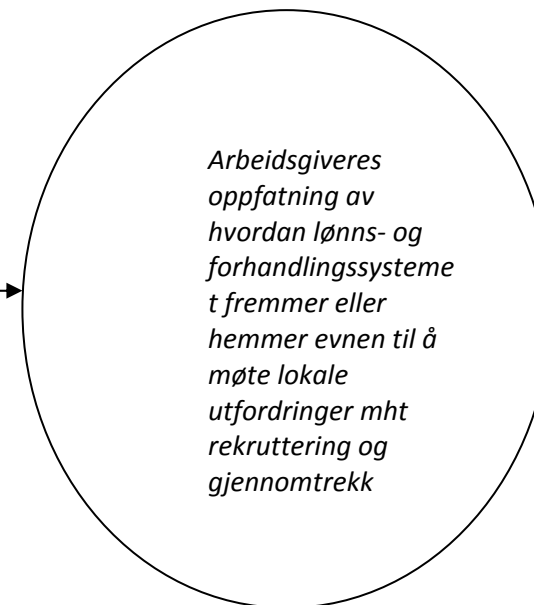 Arbeidsgiveres
oppfatning av
hvordan lønns- og
forhandlingssysteme
t fremmer eller
hemmer evnen til å
møte lokale
utfordringer mht
rekruttering og
gjennomtrekk